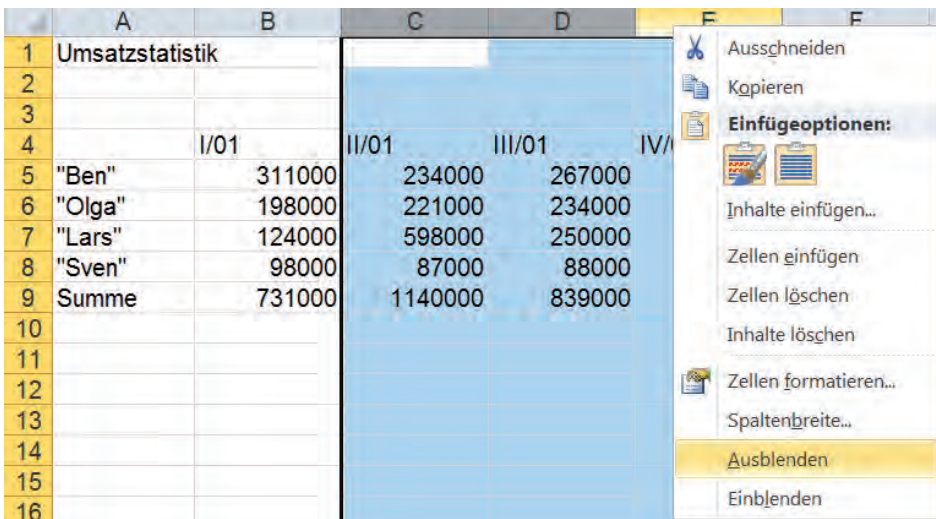 A B C D E F
1 Umsatzstatistik
2
3
4 I/01 II/01 III/01 IV/
5 "Ben" 311000 234000 267000
6 "Olga" 198000 221000 234000
7 "Lars" 124000 598000 250000
8 "Sven" 98000 87000 88000
9 Summe 731000 1140000 839000
10
11
12
13
14
15
16
Ausschneiden
Kopieren
Einfügeoptionen:
Inhalte einfügen...
Zellen einfügen
Zellen löschen
Inhalte löschen
Zellen formatieren...
Spaltenbreite...
Ausblenden
Einblenden